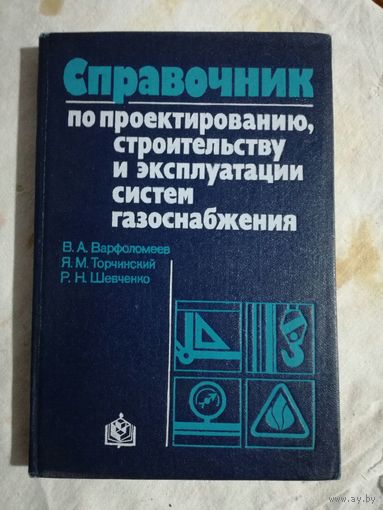 Справочник
по проектированию,
строительству
и эксплуатации
систем
газоснабжения
В. А. Варфоломеев
Я. М. Торчинский
Р. Н. Шевченко
www.ay.by